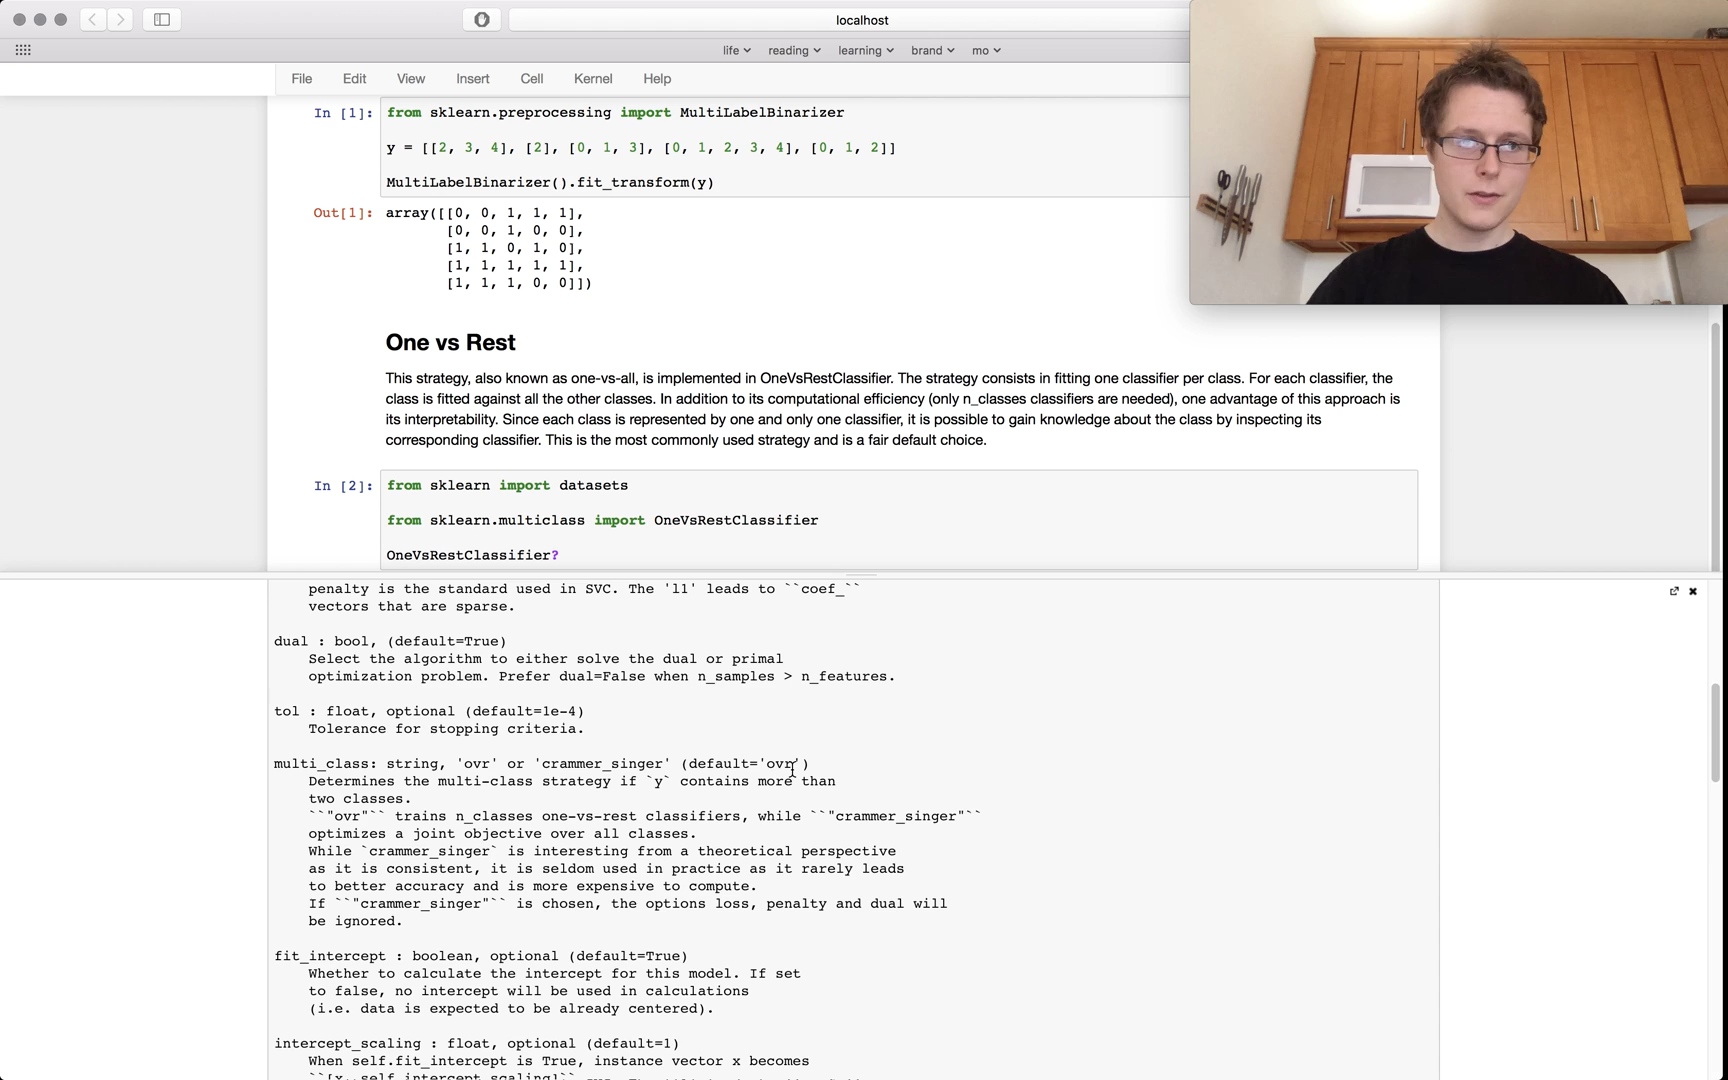 localhost
life reading learning brand mo
File Edit View Insert Cell Kernel Help
In [1]: from sklearn.preprocessing import MultiLabelBinarizer
y = [[2, 3, 4], [2], [0, 1, 3], [0, 1, 2, 3, 4], [0, 1, 2]]
MultiLabelBinarizer().fit_transform(y)
Out[1]: array([[0, 0, 1, 1, 1],
[0, 0, 1, 0, 0],
[1, 1, 0, 1, 0],
[1, 1, 1, 1, 1],
[1, 1, 1, 0, 0]])
One vs Rest
This strategy, also known as one-vs-all, is implemented in OneVsRestClassifier. The strategy consists in fitting one classifier per class. For each classifier, the
class is fitted against all the other classes. In addition to its computational efficiency (only n_classes classifiers are needed), one advantage of this approach is
its interpretability. Since each class is represented by one and only one classifier, it is possible to gain knowledge about the class by inspecting its
corresponding classifier. This is the most commonly used strategy and is a fair default choice.
In [2]: from sklearn import datasets
from sklearn.multiclass import OneVsRestClassifier
OneVsRestClassifier?
penalty is the standard used in SVC. The 'l1' leads to ``coef_``
vectors that are sparse.
dual : bool, (default=True)
Select the algorithm to either solve the dual or primal
optimization problem. Prefer dual=False when n_samples > n_features.
tol : float, optional (default=1e-4)
Tolerance for stopping criteria.
multi_class: string, 'ovr' or 'crammer_singer' (default='ovr')
Determines the multi-class strategy if `y` contains more than
two classes.
``"ovr"`` trains n_classes one-vs-rest classifiers, while ``"crammer_singer"``
optimizes a joint objective over all classes.
While `crammer_singer` is interesting from a theoretical perspective
as it is consistent, it is seldom used in practice as it rarely leads
to better accuracy and is more expensive to compute.
If ``"crammer_singer"`` is chosen, the options loss, penalty and dual will
be ignored.
fit_intercept : boolean, optional (default=True)
Whether to calculate the intercept for this model. If set
to false, no intercept will be used in calculations
(i.e. data is expected to be already centered).
intercept_scaling : float, optional (default=1)
When self.fit_intercept is True, instance vector x becomes